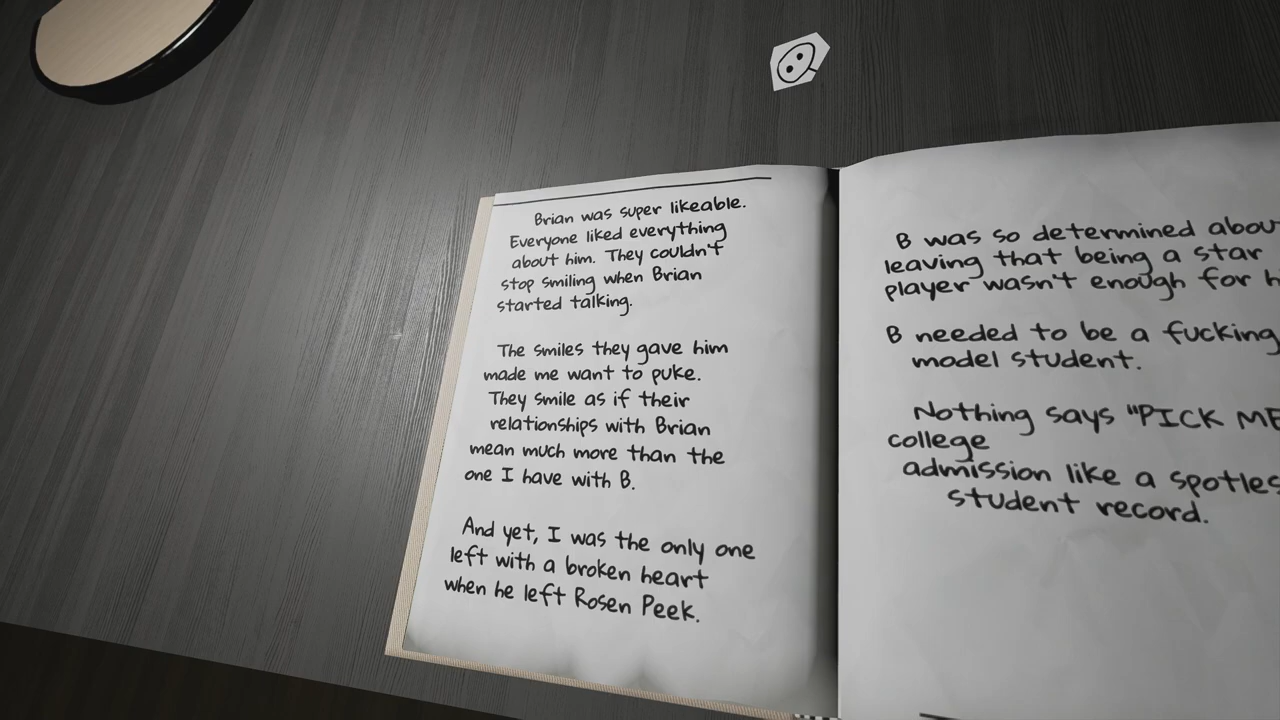 Brian was super likeable.
Everyone liked everything
about him. They couldn't
stop smiling when Brian
started talking.
The smiles they gave him
made me want to puke.
They smile as if their
relationships with Brian
mean much more than the
one I have with B.
And yet, I was the only one
left with a broken heart
when he left Rosen Peek.
B was so determined abou
leaving that being a star
player wasn't enough for h
B needed to be a fucking
model student.
Nothing says "PICK ME
college
admission like a spotles
student record.